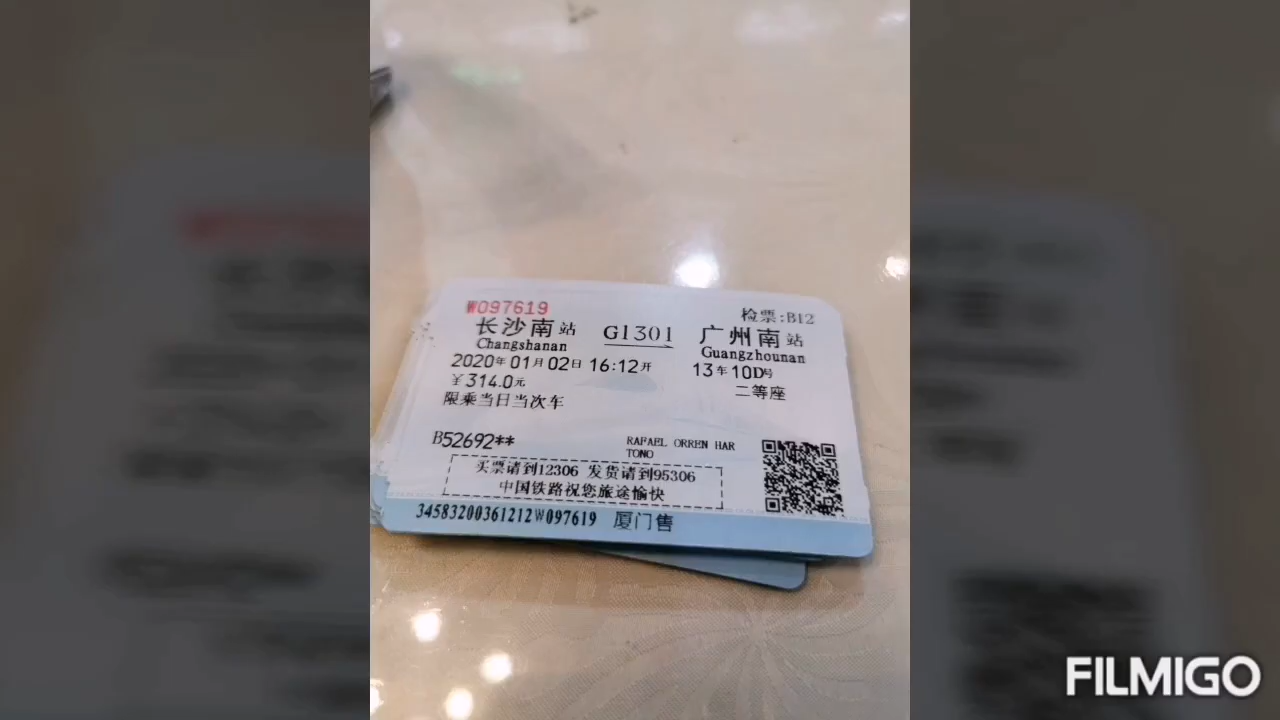 W097619
检票:B12
长沙南站 G1301 广州南站
Changshanan Guangzhounan
2020年01月02日 16:12开 13车10D号
￥314.0元 二等座
限乘当日当次车
B52692** RAFAEL ORREN HAR
TONO
买票请到12306 发货请到95306
中国铁路祝您旅途愉快
34583200361212W097619 厦门售
FILMIGO